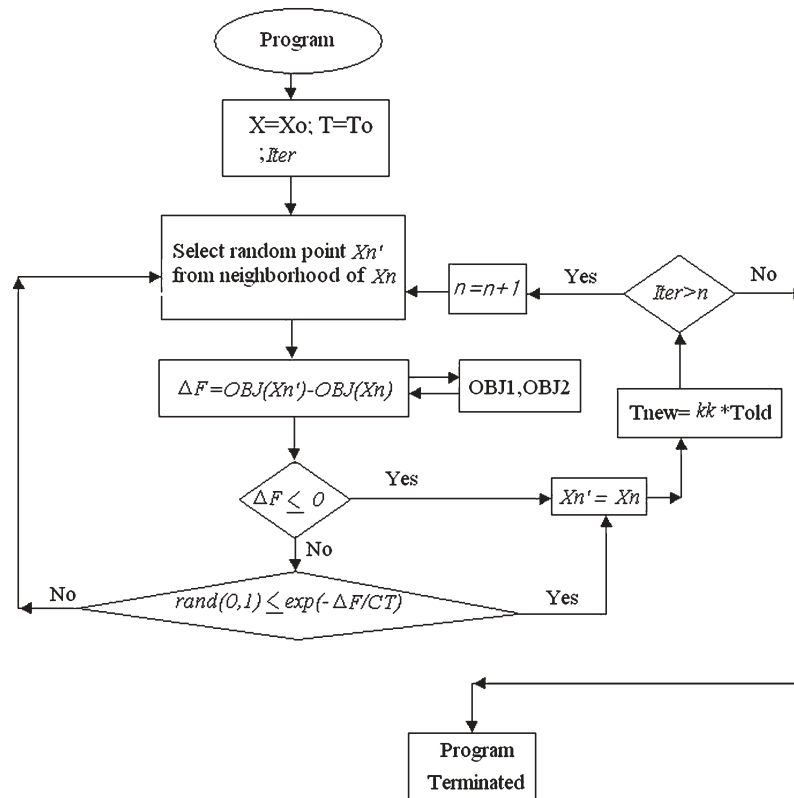 Program
X=Xo; T=To
;Iter
Select random point Xn'
from neighborhood of Xn
n=n+1
Yes
Iter>n
No
ΔF=OBJ(Xn')-OBJ(Xn)
OBJ1,OBJ2
Tnew= kk*Told
ΔF ≤ 0
Yes
Xn' = Xn
No
No
rand(0,1)≤exp(-ΔF/CT)
Yes
Program
Terminated